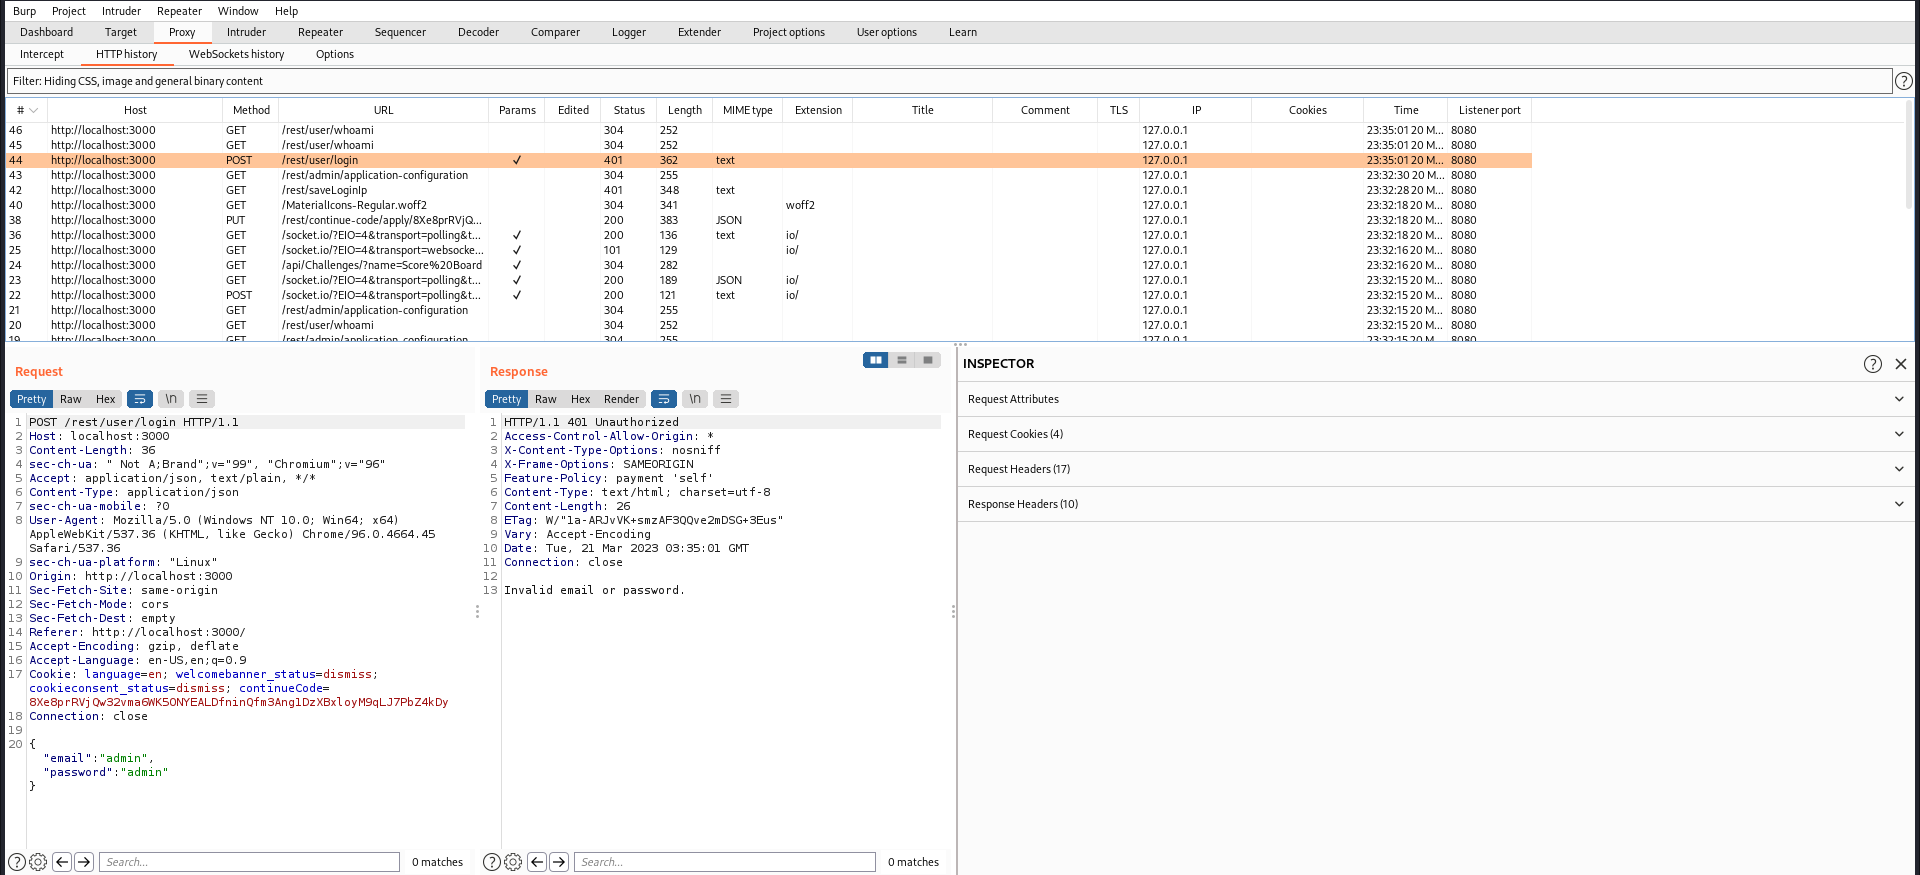 Burp Project Intruder Repeater Window Help
Dashboard Target Proxy Intruder Repeater Sequencer Decoder Comparer Logger Extender Project options User options Learn
Intercept HTTP history WebSockets history Options
Filter: Hiding CSS, image and general binary content
# Host Method URL Params Edited Status Length MIME type Extension Title Comment TLS IP Cookies Time Listener port
46 http://localhost:3000 GET /rest/user/whoami 304 252 127.0.0.1 23:35:01 20 M... 8080
45 http://localhost:3000 GET /rest/user/whoami 304 252 127.0.0.1 23:35:01 20 M... 8080
44 http://localhost:3000 POST /rest/user/login ✓ 401 362 text 127.0.0.1 23:35:01 20 M... 8080
43 http://localhost:3000 GET /rest/admin/application-configuration 304 255 127.0.0.1 23:32:30 20 M... 8080
42 http://localhost:3000 GET /rest/saveLoginIp 401 348 text 127.0.0.1 23:32:28 20 M... 8080
40 http://localhost:3000 GET /MaterialIcons-Regular.woff2 304 341 woff2 127.0.0.1 23:32:18 20 M... 8080
38 http://localhost:3000 PUT /rest/continue-code/apply/8Xe8prRVjQ... 200 383 JSON 127.0.0.1 23:32:18 20 M... 8080
36 http://localhost:3000 GET /socket.io/?EIO=4&transport=polling&t... ✓ 200 136 text io/ 127.0.0.1 23:32:18 20 M... 8080
25 http://localhost:3000 GET /socket.io/?EIO=4&transport=websocke... ✓ 101 129 io/ 127.0.0.1 23:32:16 20 M... 8080
24 http://localhost:3000 GET /api/Challenges/?name=Score%20Board ✓ 304 282 127.0.0.1 23:32:16 20 M... 8080
23 http://localhost:3000 GET /socket.io/?EIO=4&transport=polling&t... ✓ 200 189 JSON io/ 127.0.0.1 23:32:15 20 M... 8080
22 http://localhost:3000 POST /socket.io/?EIO=4&transport=polling&t... ✓ 200 121 text io/ 127.0.0.1 23:32:15 20 M... 8080
21 http://localhost:3000 GET /rest/admin/application-configuration 304 255 127.0.0.1 23:32:15 20 M... 8080
20 http://localhost:3000 GET /rest/user/whoami 304 252 127.0.0.1 23:32:15 20 M... 8080
19 http://localhost:3000 GET /rest/admin/application-configuration 304 255 127.0.0.1 23:32:15 20 M... 8080
Request
Pretty Raw Hex \n
1 POST /rest/user/login HTTP/1.1
2 Host: localhost:3000
3 Content-Length: 36
4 sec-ch-ua: " Not A;Brand";v="99", "Chromium";v="96"
5 Accept: application/json, text/plain, */*
6 Content-Type: application/json
7 sec-ch-ua-mobile: ?0
8 User-Agent: Mozilla/5.0 (Windows NT 10.0; Win64; x64)
AppleWebKit/537.36 (KHTML, like Gecko) Chrome/96.0.4664.45
Safari/537.36
9 sec-ch-ua-platform: "Linux"
10 Origin: http://localhost:3000
11 Sec-Fetch-Site: same-origin
12 Sec-Fetch-Mode: cors
13 Sec-Fetch-Dest: empty
14 Referer: http://localhost:3000/
15 Accept-Encoding: gzip, deflate
16 Accept-Language: en-US,en;q=0.9
17 Cookie: language=en; welcomebanner_status=dismiss;
cookieconsent_status=dismiss; continueCode=
8Xe8prRVjQw32vma6WK5ONYEALDfninQfm3Ang1DzXBxloyM9qLJ7PbZ4kDy
18 Connection: close
19
20 {
"email":"admin",
"password":"admin"
}
Search... 0 matches
Response
Pretty Raw Hex Render \n
1 HTTP/1.1 401 Unauthorized
2 Access-Control-Allow-Origin: *
3 X-Content-Type-Options: nosniff
4 X-Frame-Options: SAMEORIGIN
5 Feature-Policy: payment 'self'
6 Content-Type: text/html; charset=utf-8
7 Content-Length: 26
8 ETag: W/"1a-ARJvVK+smzAF3QQve2mDSG+3Eus"
9 Vary: Accept-Encoding
10 Date: Tue, 21 Mar 2023 03:35:01 GMT
11 Connection: close
12
13 Invalid email or password.
Search... 0 matches
INSPECTOR
Request Attributes
Request Cookies (4)
Request Headers (17)
Response Headers (10)